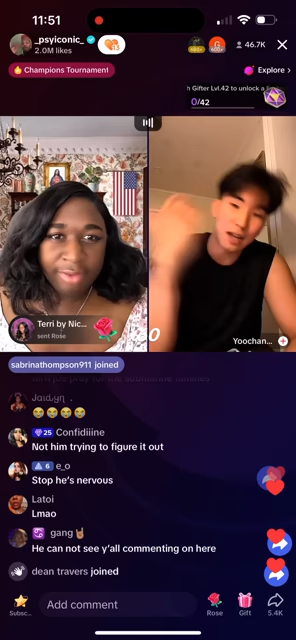 11:51
_psyiconic_
2.0M likes
46.7K
Champions Tournament
Explore >
h Gifter Lvl.42 to unlock a
0/42
Terri by Nic...
sent Rose
0
Yoochan...
sabrinathompson911 joined
Jaidyn .
😭😭😭😭
25 Confidiiine
Not him trying to figure it out
6 e_o
Stop he's nervous
Latoi
Lmao
gang🤘🏽
He can not see y'all commenting on here
dean travers joined
Subsc...
Add comment
Rose
Gift
5.4K